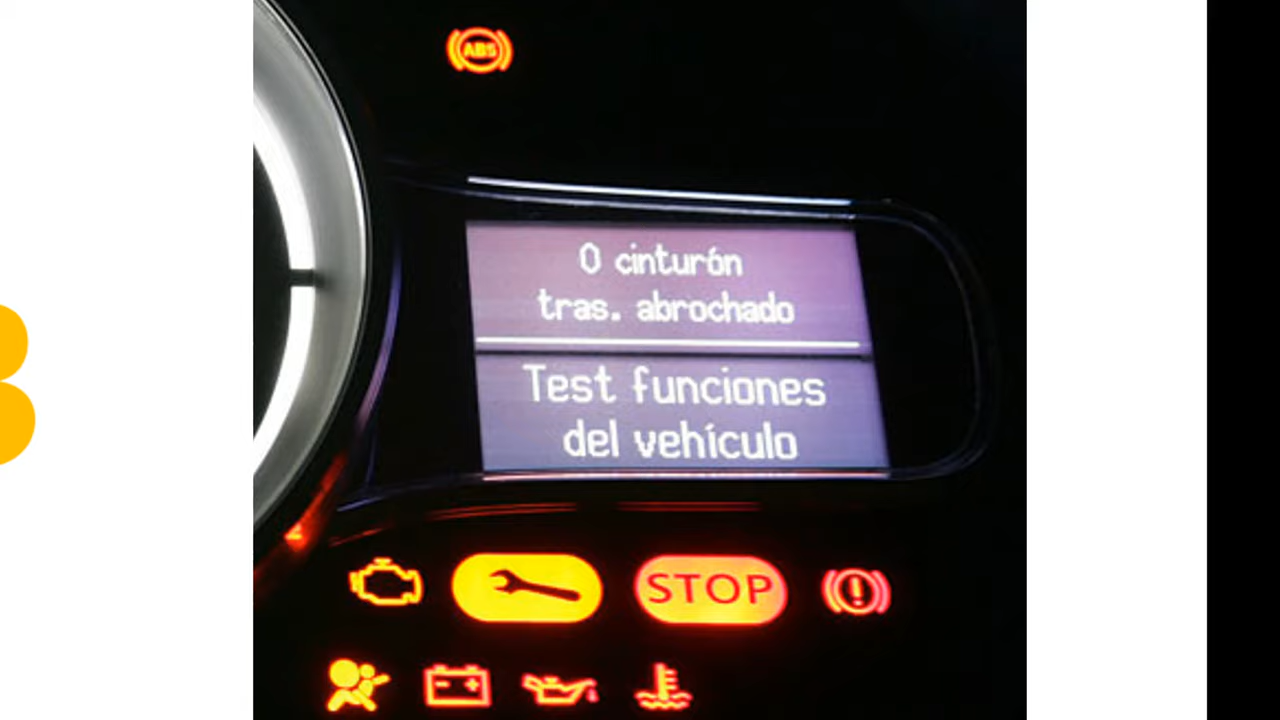 ABS
0 cinturón
tras. abrochado
Test funciones
del vehículo
STOP